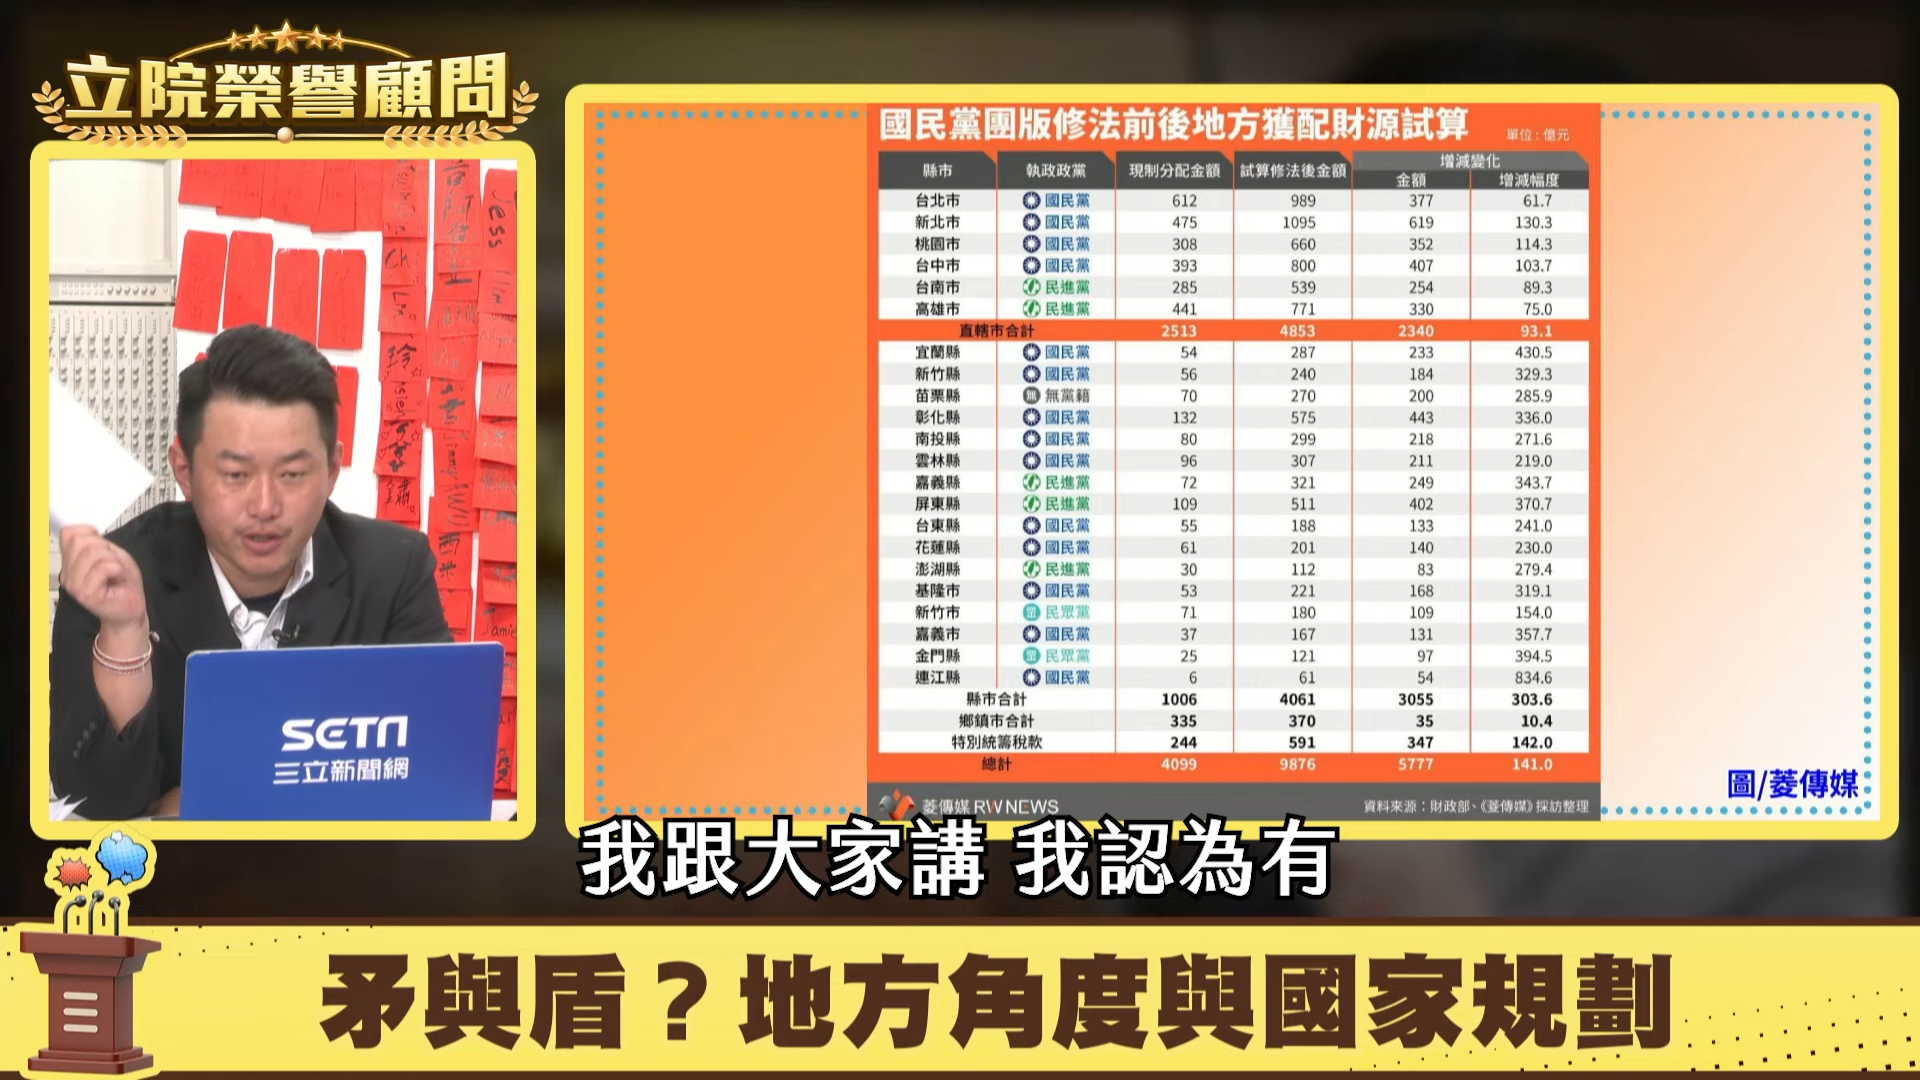 立院榮譽顧問
國民黨團版修法前後地方獲配財源試算 單位:億元
縣市 執政政黨 現制分配金額 試算修法後金額 增減變化
金額 增減幅度
台北市 國民黨 612 989 377 61.7
新北市 國民黨 475 1095 619 130.3
桃園市 國民黨 308 660 352 114.3
台中市 國民黨 393 800 407 103.7
台南市 民進黨 285 539 254 89.3
高雄市 民進黨 441 771 330 75.0
直轄市合計 2513 4853 2340 93.1
宜蘭縣 國民黨 54 287 233 430.5
新竹縣 國民黨 56 240 184 329.3
苗栗縣 無 無黨籍 70 270 200 285.9
彰化縣 國民黨 132 575 443 336.0
南投縣 國民黨 80 299 218 271.6
雲林縣 國民黨 96 307 211 219.0
嘉義縣 民進黨 72 321 249 343.7
屏東縣 民進黨 109 511 402 370.7
台東縣 國民黨 55 188 133 241.0
花蓮縣 國民黨 61 201 140 230.0
澎湖縣 民進黨 30 112 83 279.4
基隆市 國民黨 53 221 168 319.1
新竹市 民眾黨 71 180 109 154.0
嘉義市 國民黨 37 167 131 357.7
金門縣 民眾黨 25 121 97 394.5
連江縣 國民黨 6 61 54 834.6
縣市合計 1006 4061 3055 303.6
鄉鎮市合計 335 370 35 10.4
特別統籌稅款 244 591 347 142.0
總計 4099 9876 5777 141.0
菱傳媒 RW NEWS 資料來源:財政部、《菱傳媒》採訪整理
圖/菱傳媒
Jess
Chi
玲
西米
Jamie
SETN
三立新聞網
我跟大家講 我認為有
矛與盾?地方角度與國家規劃